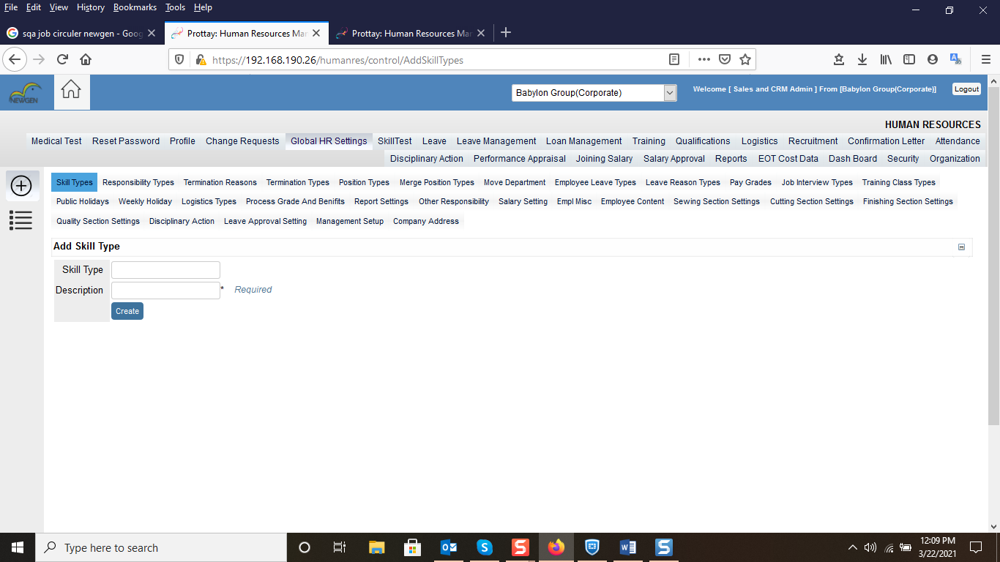 File Edit View History Bookmarks Tools Help
sqa job circuler newgen - Goog
Prottay: Human Resources Mar
Prottay: Human Resources Mar
https://192.168.190.26/humanres/control/AddSkillTypes
NEWGEN
Babylon Group(Corporate)
Welcome [ Sales and CRM Admin ] From [Babylon Group(Corporate)]
Logout
HUMAN RESOURCES
Medical Test Reset Password Profile Change Requests Global HR Settings SkillTest Leave Leave Management Loan Management Training Qualifications Logistics Recruitment Confirmation Letter Attendance
Disciplinary Action Performance Appraisal Joining Salary Salary Approval Reports EOT Cost Data Dash Board Security Organization
Skill Types Responsibility Types Termination Reasons Termination Types Position Types Merge Position Types Move Department Employee Leave Types Leave Reason Types Pay Grades Job Interview Types Training Class Types
Public Holidays Weekly Holiday Logistics Types Process Grade And Benifits Report Settings Other Responsibility Salary Setting Empl Misc Employee Content Sewing Section Settings Cutting Section Settings Finishing Section Settings
Quality Section Settings Disciplinary Action Leave Approval Setting Management Setup Company Address
Add Skill Type
Skill Type
Description * Required
Create
Type here to search
12:09 PM
3/22/2021